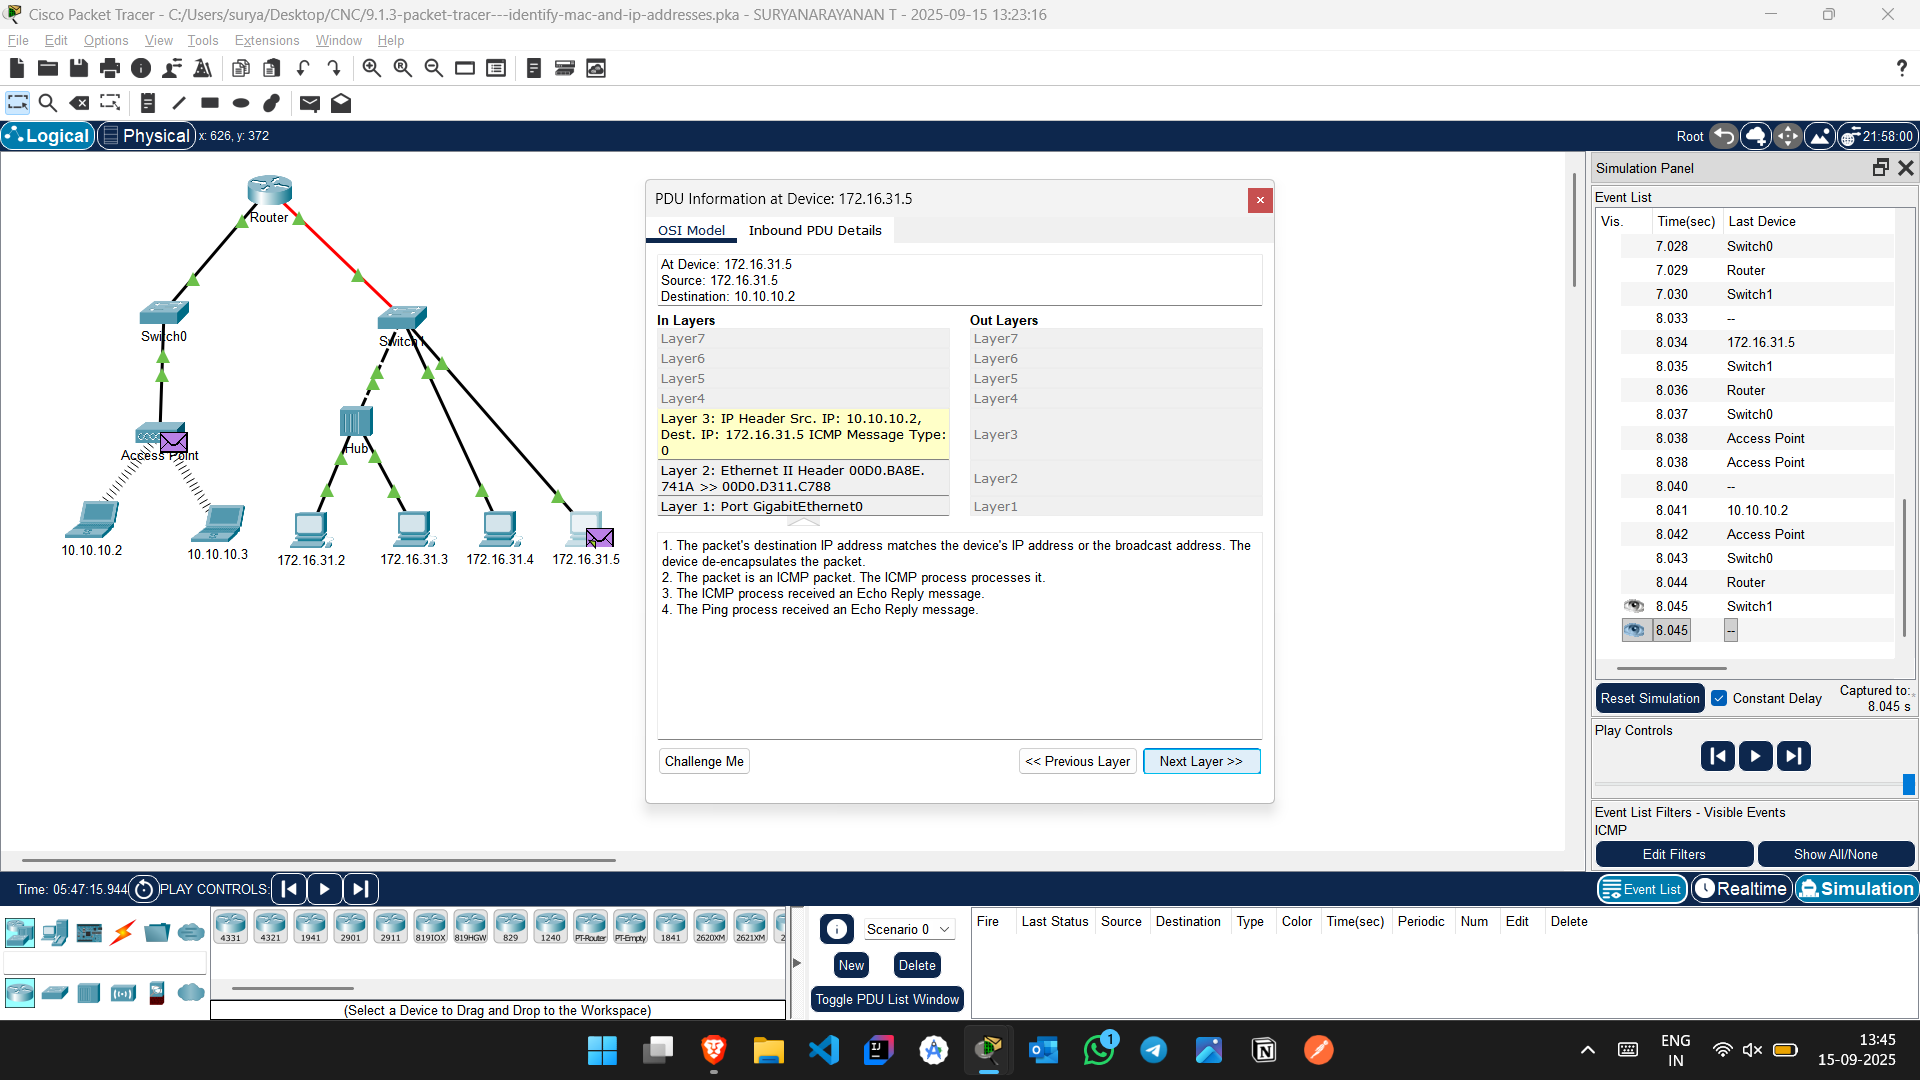 Cisco Packet Tracer - C:/Users/surya/Desktop/CNC/9.1.3-packet-tracer---identify-mac-and-ip-addresses.pka - SURYANARAYANAN T - 2025-09-15 13:23:16
File Edit Options View Tools Extensions Window Help
?
Logical Physical x: 626, y: 372
Root 21:58:00
Router
Switch0
Access Point
10.10.10.2
10.10.10.3
Hub
172.16.31.2
172.16.31.3
172.16.31.4
172.16.31.5
PDU Information at Device: 172.16.31.5
OSI Model Inbound PDU Details
At Device: 172.16.31.5
Source: 172.16.31.5
Destination: 10.10.10.2
In Layers Out Layers
Layer7 Layer7
Layer6 Layer6
Layer5 Layer5
Layer4 Layer4
Layer 3: IP Header Src. IP: 10.10.10.2,
Dest. IP: 172.16.31.5 ICMP Message Type:
0
Layer3
Layer 2: Ethernet II Header 00D0.BA8E.
741A >> 00D0.D311.C788
Layer2
Layer 1: Port GigabitEthernet0
Layer1
1. The packet's destination IP address matches the device's IP address or the broadcast address. The
device de-encapsulates the packet.
2. The packet is an ICMP packet. The ICMP process processes it.
3. The ICMP process received an Echo Reply message.
4. The Ping process received an Echo Reply message.
Challenge Me << Previous Layer Next Layer >>
Simulation Panel
Event List
Vis. Time(sec) Last Device
7.028 Switch0
7.029 Router
7.030 Switch1
8.033 --
8.034 172.16.31.5
8.035 Switch1
8.036 Router
8.037 Switch0
8.038 Access Point
8.038 Access Point
8.040 --
8.041 10.10.10.2
8.042 Access Point
8.043 Switch0
8.044 Router
8.045 Switch1
8.045 --
Reset Simulation Constant Delay Captured to:
8.045 s
Play Controls
Event List Filters - Visible Events
ICMP
Edit Filters Show All/None
Time: 05:47:15.944 PLAY CONTROLS:
Event List Realtime Simulation
4331 4321 1941 2901 2911 819IOX 819HGW 829 1240 PT-Router PT-Empty 1841 2620XM 2621XM
(Select a Device to Drag and Drop to the Workspace)
Scenario 0
New Delete
Toggle PDU List Window
Fire Last Status Source Destination Type Color Time(sec) Periodic Num Edit Delete
1
ENG
IN
13:45
15-09-2025